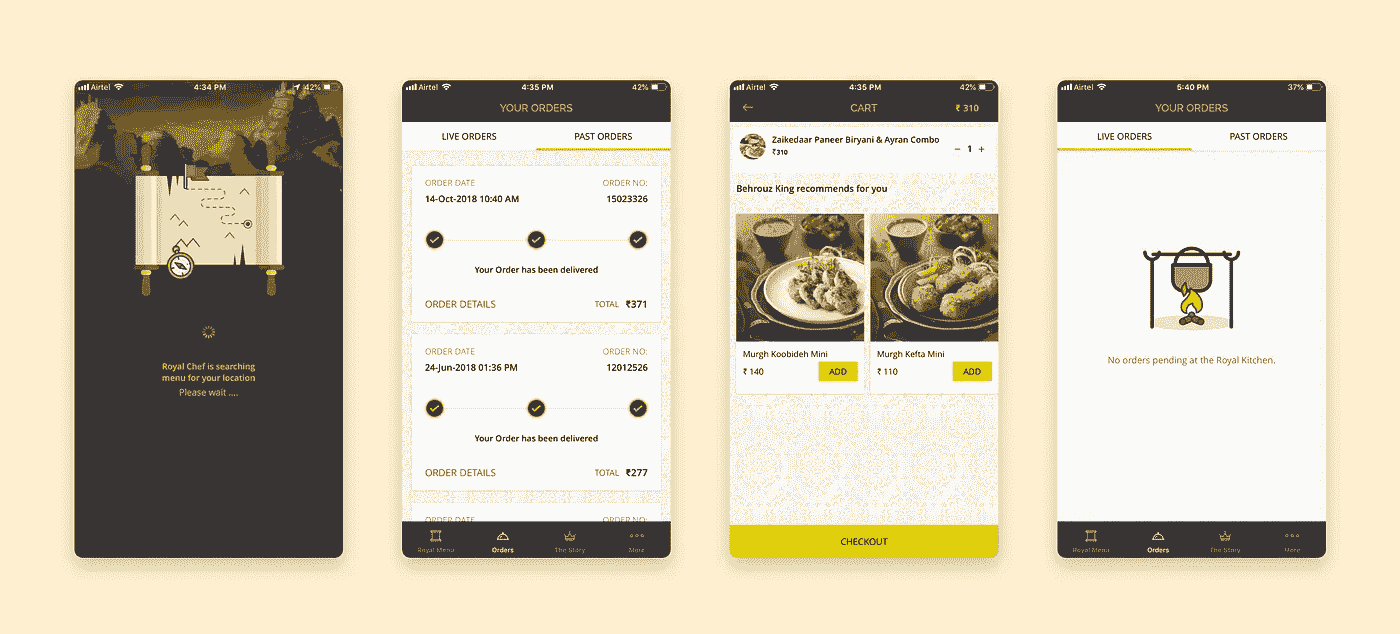 Airtel 4:34 PM 42%
Royal Chef is searching
menu for your location
Please wait ....
Airtel 4:35 PM 42%
YOUR ORDERS
LIVE ORDERS PAST ORDERS
ORDER DATE ORDER NO:
14-Oct-2018 10:40 AM 15023326
Your Order has been delivered
ORDER DETAILS TOTAL ₹371
ORDER DATE ORDER NO:
24-Jun-2018 01:36 PM 12012526
Your Order has been delivered
ORDER DETAILS TOTAL ₹277
ORDER DATE ORDER NO:
Royal Menu Orders The Story More
Airtel 4:35 PM 42%
CART ₹ 310
Zaikedaar Paneer Biryani & Ayran Combo
₹310
− 1 +
Behrouz King recommends for you
Murgh Koobideh Mini
₹ 140 ADD
Murgh Kefta Mini
₹ 110 ADD
CHECKOUT
Airtel 5:40 PM 37%
YOUR ORDERS
LIVE ORDERS PAST ORDERS
No orders pending at the Royal Kitchen.
Royal Menu Orders The Story More